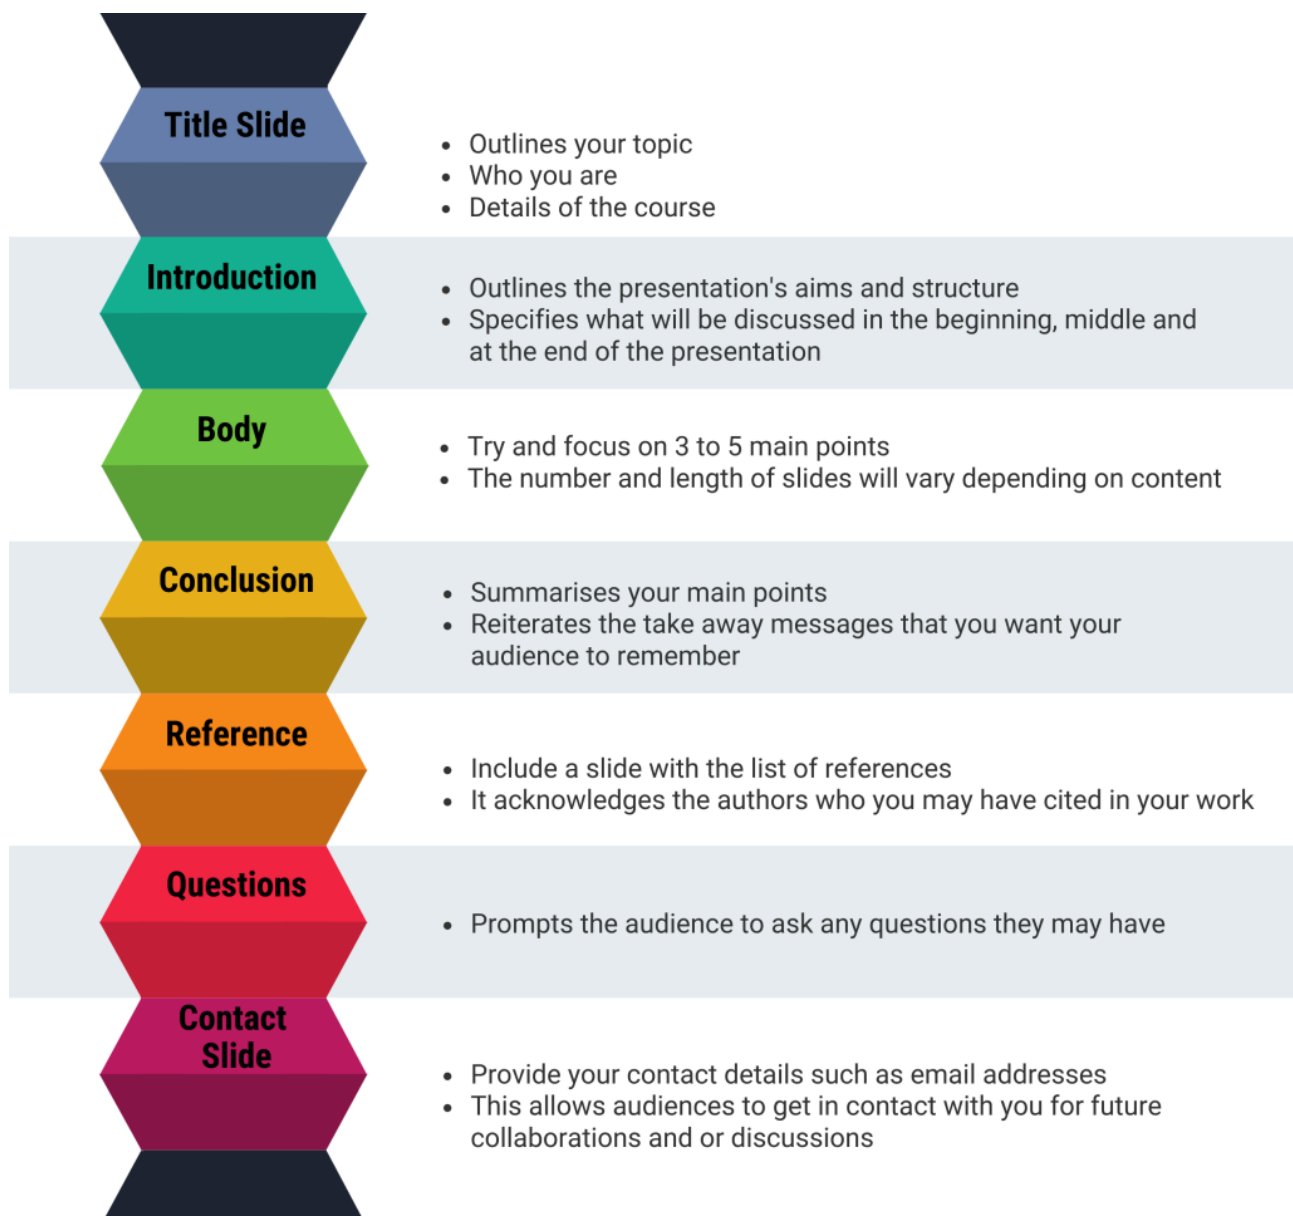 Title Slide
• Outlines your topic
• Who you are
• Details of the course
Introduction
• Outlines the presentation's aims and structure
• Specifies what will be discussed in the beginning, middle and
at the end of the presentation
Body
• Try and focus on 3 to 5 main points
• The number and length of slides will vary depending on content
Conclusion
• Summarises your main points
• Reiterates the take away messages that you want your
audience to remember
Reference
• Include a slide with the list of references
• It acknowledges the authors who you may have cited in your work
Questions
• Prompts the audience to ask any questions they may have
Contact
Slide
• Provide your contact details such as email addresses
• This allows audiences to get in contact with you for future
collaborations and or discussions